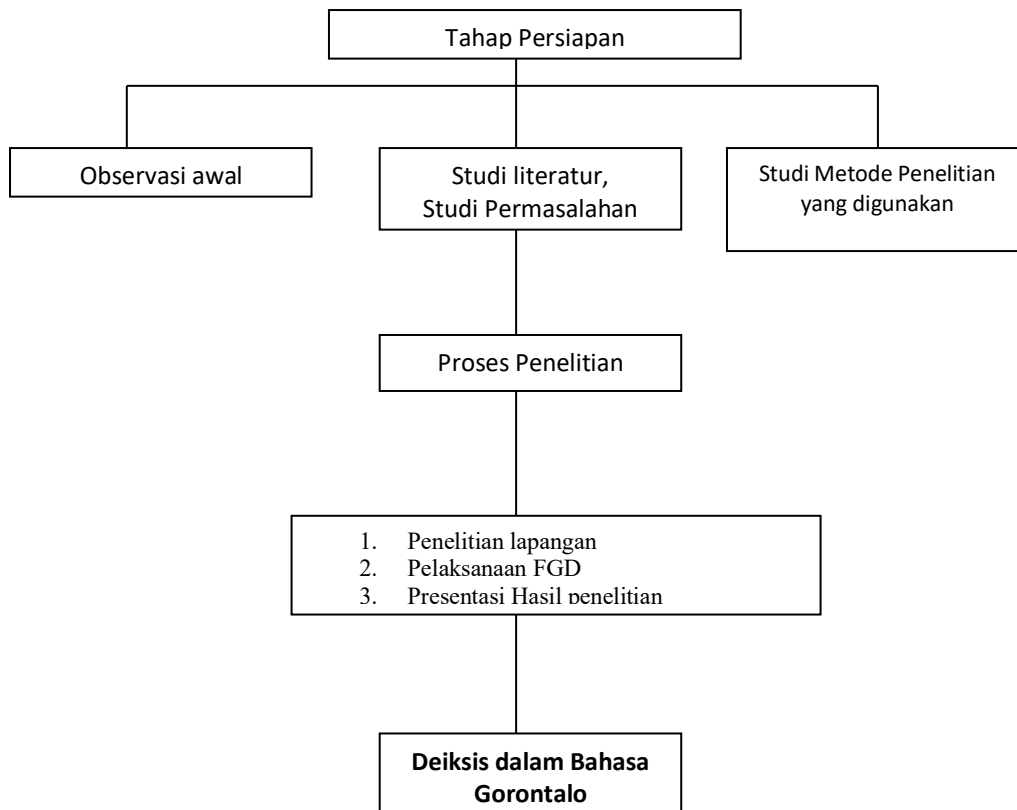 Tahap Persiapan
Observasi awal
Studi literatur,
Studi Permasalahan
Studi Metode Penelitian
yang digunakan
Proses Penelitian
1. Penelitian lapangan
2. Pelaksanaan FGD
3. Presentasi Hasil penelitian
Deiksis dalam Bahasa
Gorontalo